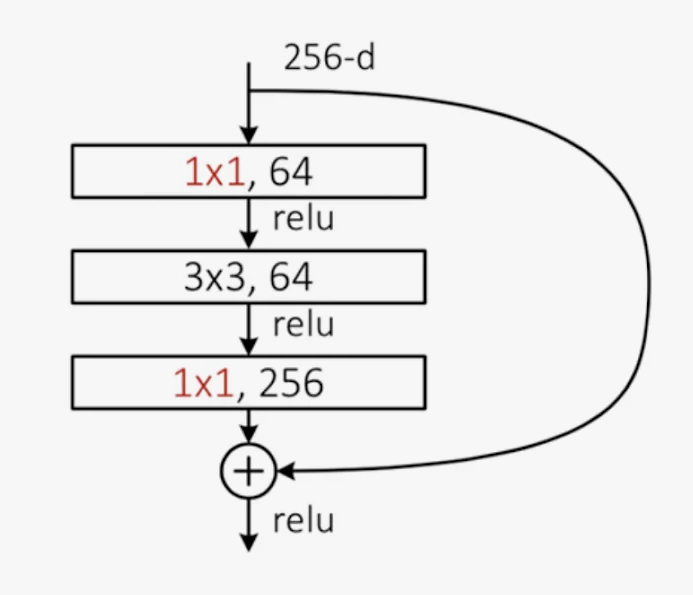 256-d
1x1, 64
relu
3x3, 64
relu
1x1, 256
relu